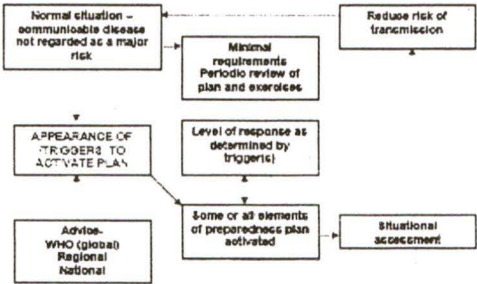 Normal situation –
communicable disease
not regarded as a major
risk
Reduce risk of
transmission
Minimal
requirements
Periodic review of
plan and exercises
APPEARANCE OF
TRIGGERS TO
ACTIVATE PLAN
Level of response as
determined by
trigger(s)
Advice-
WHO (global)
Regional
National
Some or all elements
of preparedness plan
activated
Situational
assessment